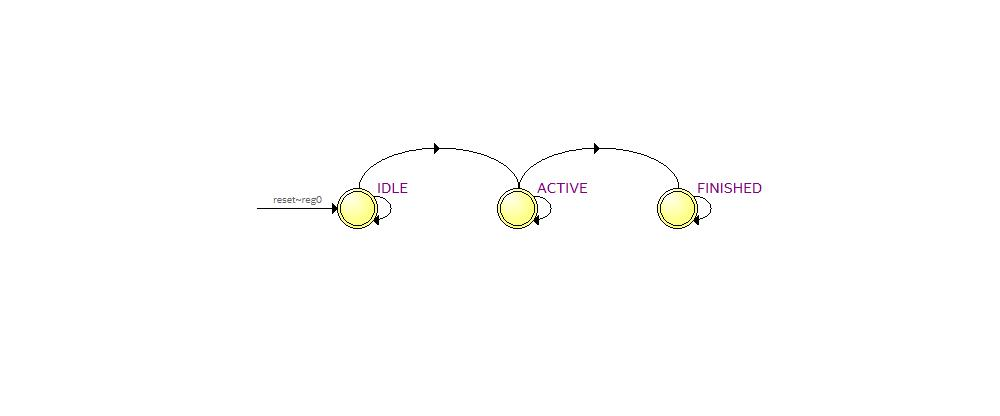 IDLE
ACTIVE
FINISHED
reset~reg0